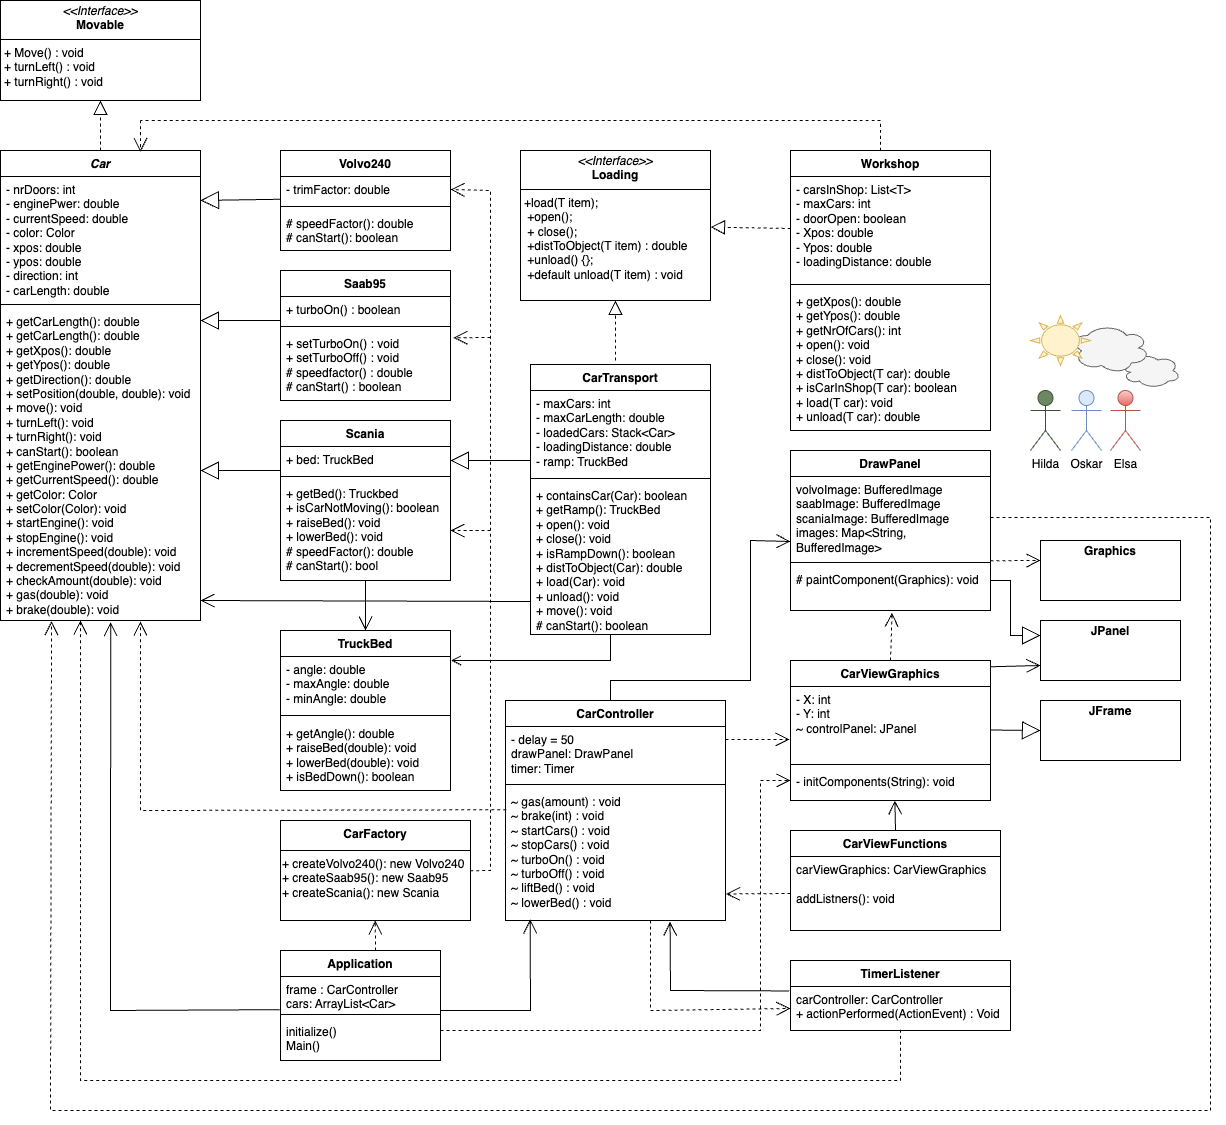 <<Interface>>
Movable
+ Move() : void
+ turnLeft() : void
+ turnRight() : void
Car
- nrDoors: int
- enginePwer: double
- currentSpeed: double
- color: Color
- xpos: double
- ypos: double
- direction: int
- carLength: double
+ getCarLength(): double
+ getCarLength(): double
+ getXpos(): double
+ getYpos(): double
+ getDirection(): double
+ setPosition(double, double): void
+ move(): void
+ turnLeft(): void
+ turnRight(): void
+ canStart(): boolean
+ getEnginePower(): double
+ getCurrentSpeed(): double
+ getColor: Color
+ setColor(Color): void
+ startEngine(): void
+ stopEngine(): void
+ incrementSpeed(double): void
+ decrementSpeed(double): void
+ checkAmount(double): void
+ gas(double): void
+ brake(double): void
Volvo240
- trimFactor: double
# speedFactor(): double
# canStart(): boolean
Saab95
+ turboOn() : boolean
+ setTurboOn() : void
+ setTurboOff() : void
# speedfactor() : double
# canStart() : boolean
Scania
+ bed: TruckBed
+ getBed(): Truckbed
+ isCarNotMoving(): boolean
+ raiseBed(): void
+ lowerBed(): void
# speedFactor(): double
# canStart(): bool
TruckBed
- angle: double
- maxAngle: double
- minAngle: double
+ getAngle(): double
+ raiseBed(double): void
+ lowerBed(double): void
+ isBedDown(): boolean
CarFactory
+ createVolvo240(): new Volvo240
+ createSaab95(): new Saab95
+ createScania(): new Scania
Application
frame : CarController
cars: ArrayList<Car>
initialize()
Main()
<<Interface>>
Loading
+load(T item);
+open();
+ close();
+distToObject(T item) : double
+unload() {};
+default unload(T item) : void
CarTransport
- maxCars: int
- maxCarLength: double
- loadedCars: Stack<Car>
- loadingDistance: double
- ramp: TruckBed
+ containsCar(Car): boolean
+ getRamp(): TruckBed
+ open(): void
+ close(): void
+ isRampDown(): boolean
+ distToObject(Car): double
+ load(Car): void
+ unload(): void
+ move(): void
# canStart(): boolean
CarController
- delay = 50
drawPanel: DrawPanel
timer: Timer
~ gas(amount) : void
~ brake(int) : void
~ startCars() : void
~ stopCars() : void
~ turboOn() : void
~ turboOff() : void
~ liftBed() : void
~ lowerBed() : void
Workshop
- carsInShop: List<T>
- maxCars: int
- doorOpen: boolean
- Xpos: double
- Ypos: double
- loadingDistance: double
+ getXpos(): double
+ getYpos(): double
+ getNrOfCars(): int
+ open(): void
+ close(): void
+ distToObject(T car): double
+ isCarInShop(T car): boolean
+ load(T car): void
+ unload(T car): double
DrawPanel
volvoImage: BufferedImage
saabImage: BufferedImage
scaniaImage: BufferedImage
images: Map<String,
BufferedImage>
# paintComponent(Graphics): void
CarViewGraphics
- X: int
- Y: int
~ controlPanel: JPanel
- initComponents(String): void
CarViewFunctions
carViewGraphics: CarViewGraphics
addListners(): void
TimerListener
carController: CarController
+ actionPerformed(ActionEvent) : Void
Hilda Oskar Elsa
Graphics
JPanel
JFrame